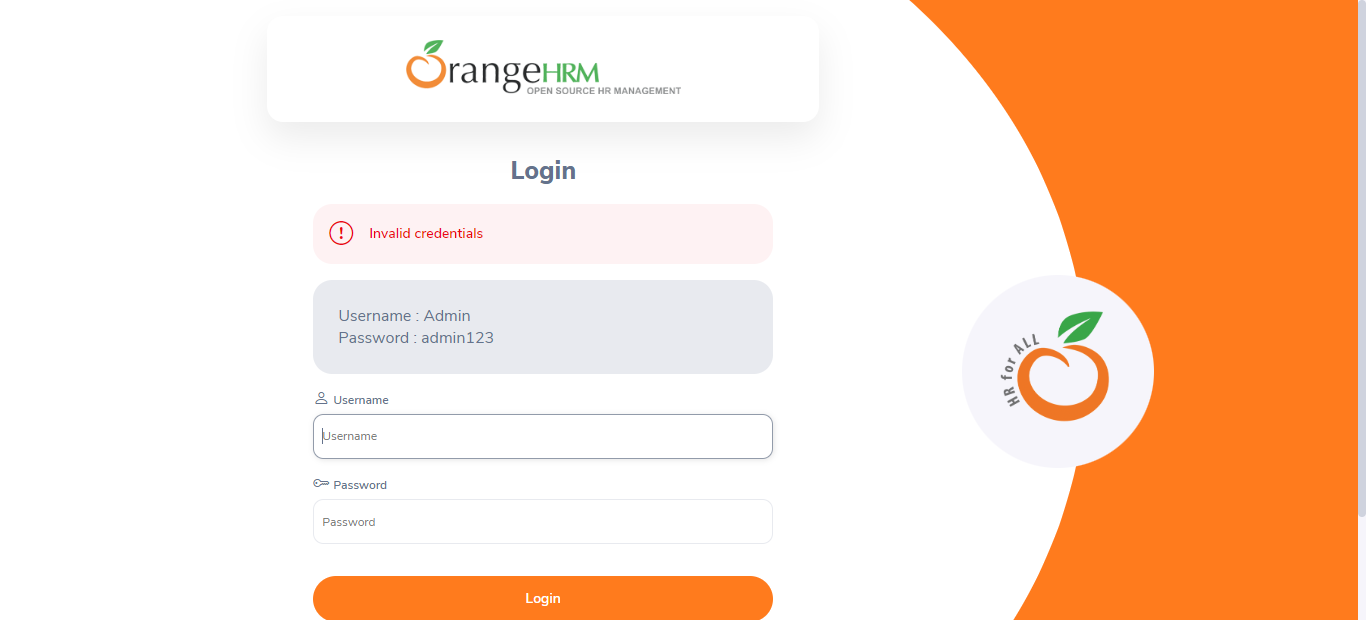 OrangeHRM
OPEN SOURCE HR MANAGEMENT
Login
! Invalid credentials
Username : Admin
Password : admin123
Username
Username
Password
Password
Login
HR for ALL